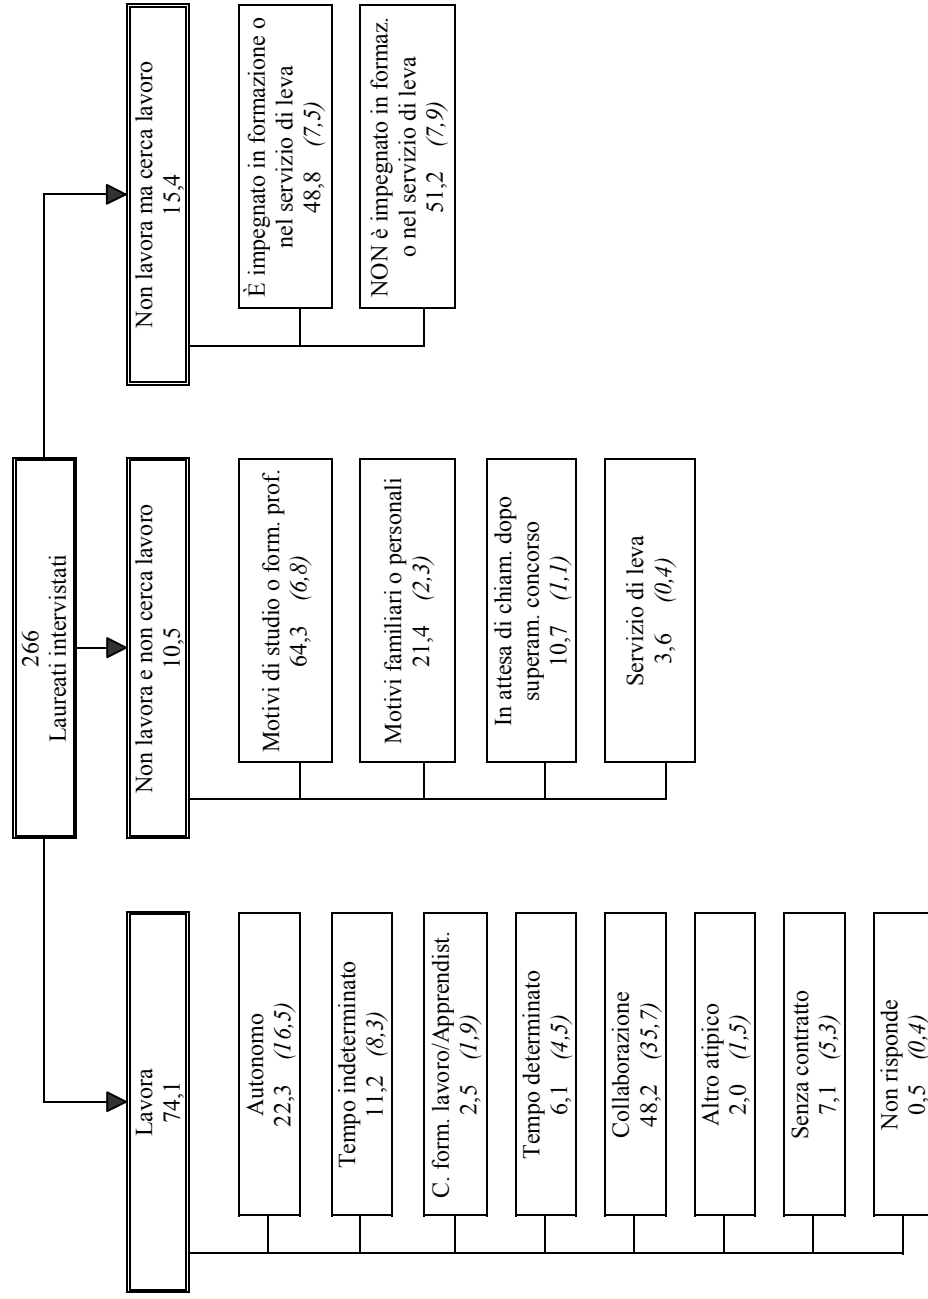 266
Laureati intervistati
Lavora
74,1
Autonomo
22,3 (16,5)
Tempo indeterminato
11,2 (8,3)
C. form. lavoro/Apprendist.
2,5 (1,9)
Tempo determinato
6,1 (4,5)
Collaborazione
48,2 (35,7)
Altro atipico
2,0 (1,5)
Senza contratto
7,1 (5,3)
Non risponde
0,5 (0,4)
Non lavora e non cerca lavoro
10,5
Motivi di studio o form. prof.
64,3 (6,8)
Motivi familiari o personali
21,4 (2,3)
In attesa di chiam. dopo
superam. concorso
10,7 (1,1)
Servizio di leva
3,6 (0,4)
Non lavora ma cerca lavoro
15,4
È impegnato in formazione o
nel servizio di leva
48,8 (7,5)
NON è impegnato in formaz.
o nel servizio di leva
51,2 (7,9)